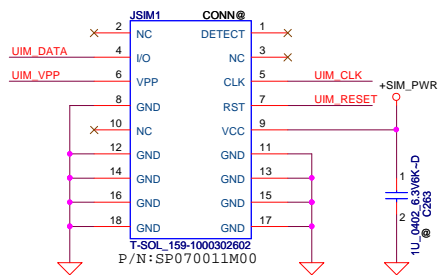 JSIM1 CONN@
2 NC DETECT 1
UIM_DATA 4 I/O NC 3
UIM_VPP 6 VPP CLK 5 UIM_CLK
+SIM_PWR
8 GND RST 7 UIM_RESET
10 NC VCC 9
12 GND GND 11
14 GND GND 13
16 GND GND 15
18 GND GND 17
T-SOL_159-1000302602
P/N:SP070011M00
1
2
1U_0402_6.3V6K~D
@ C263